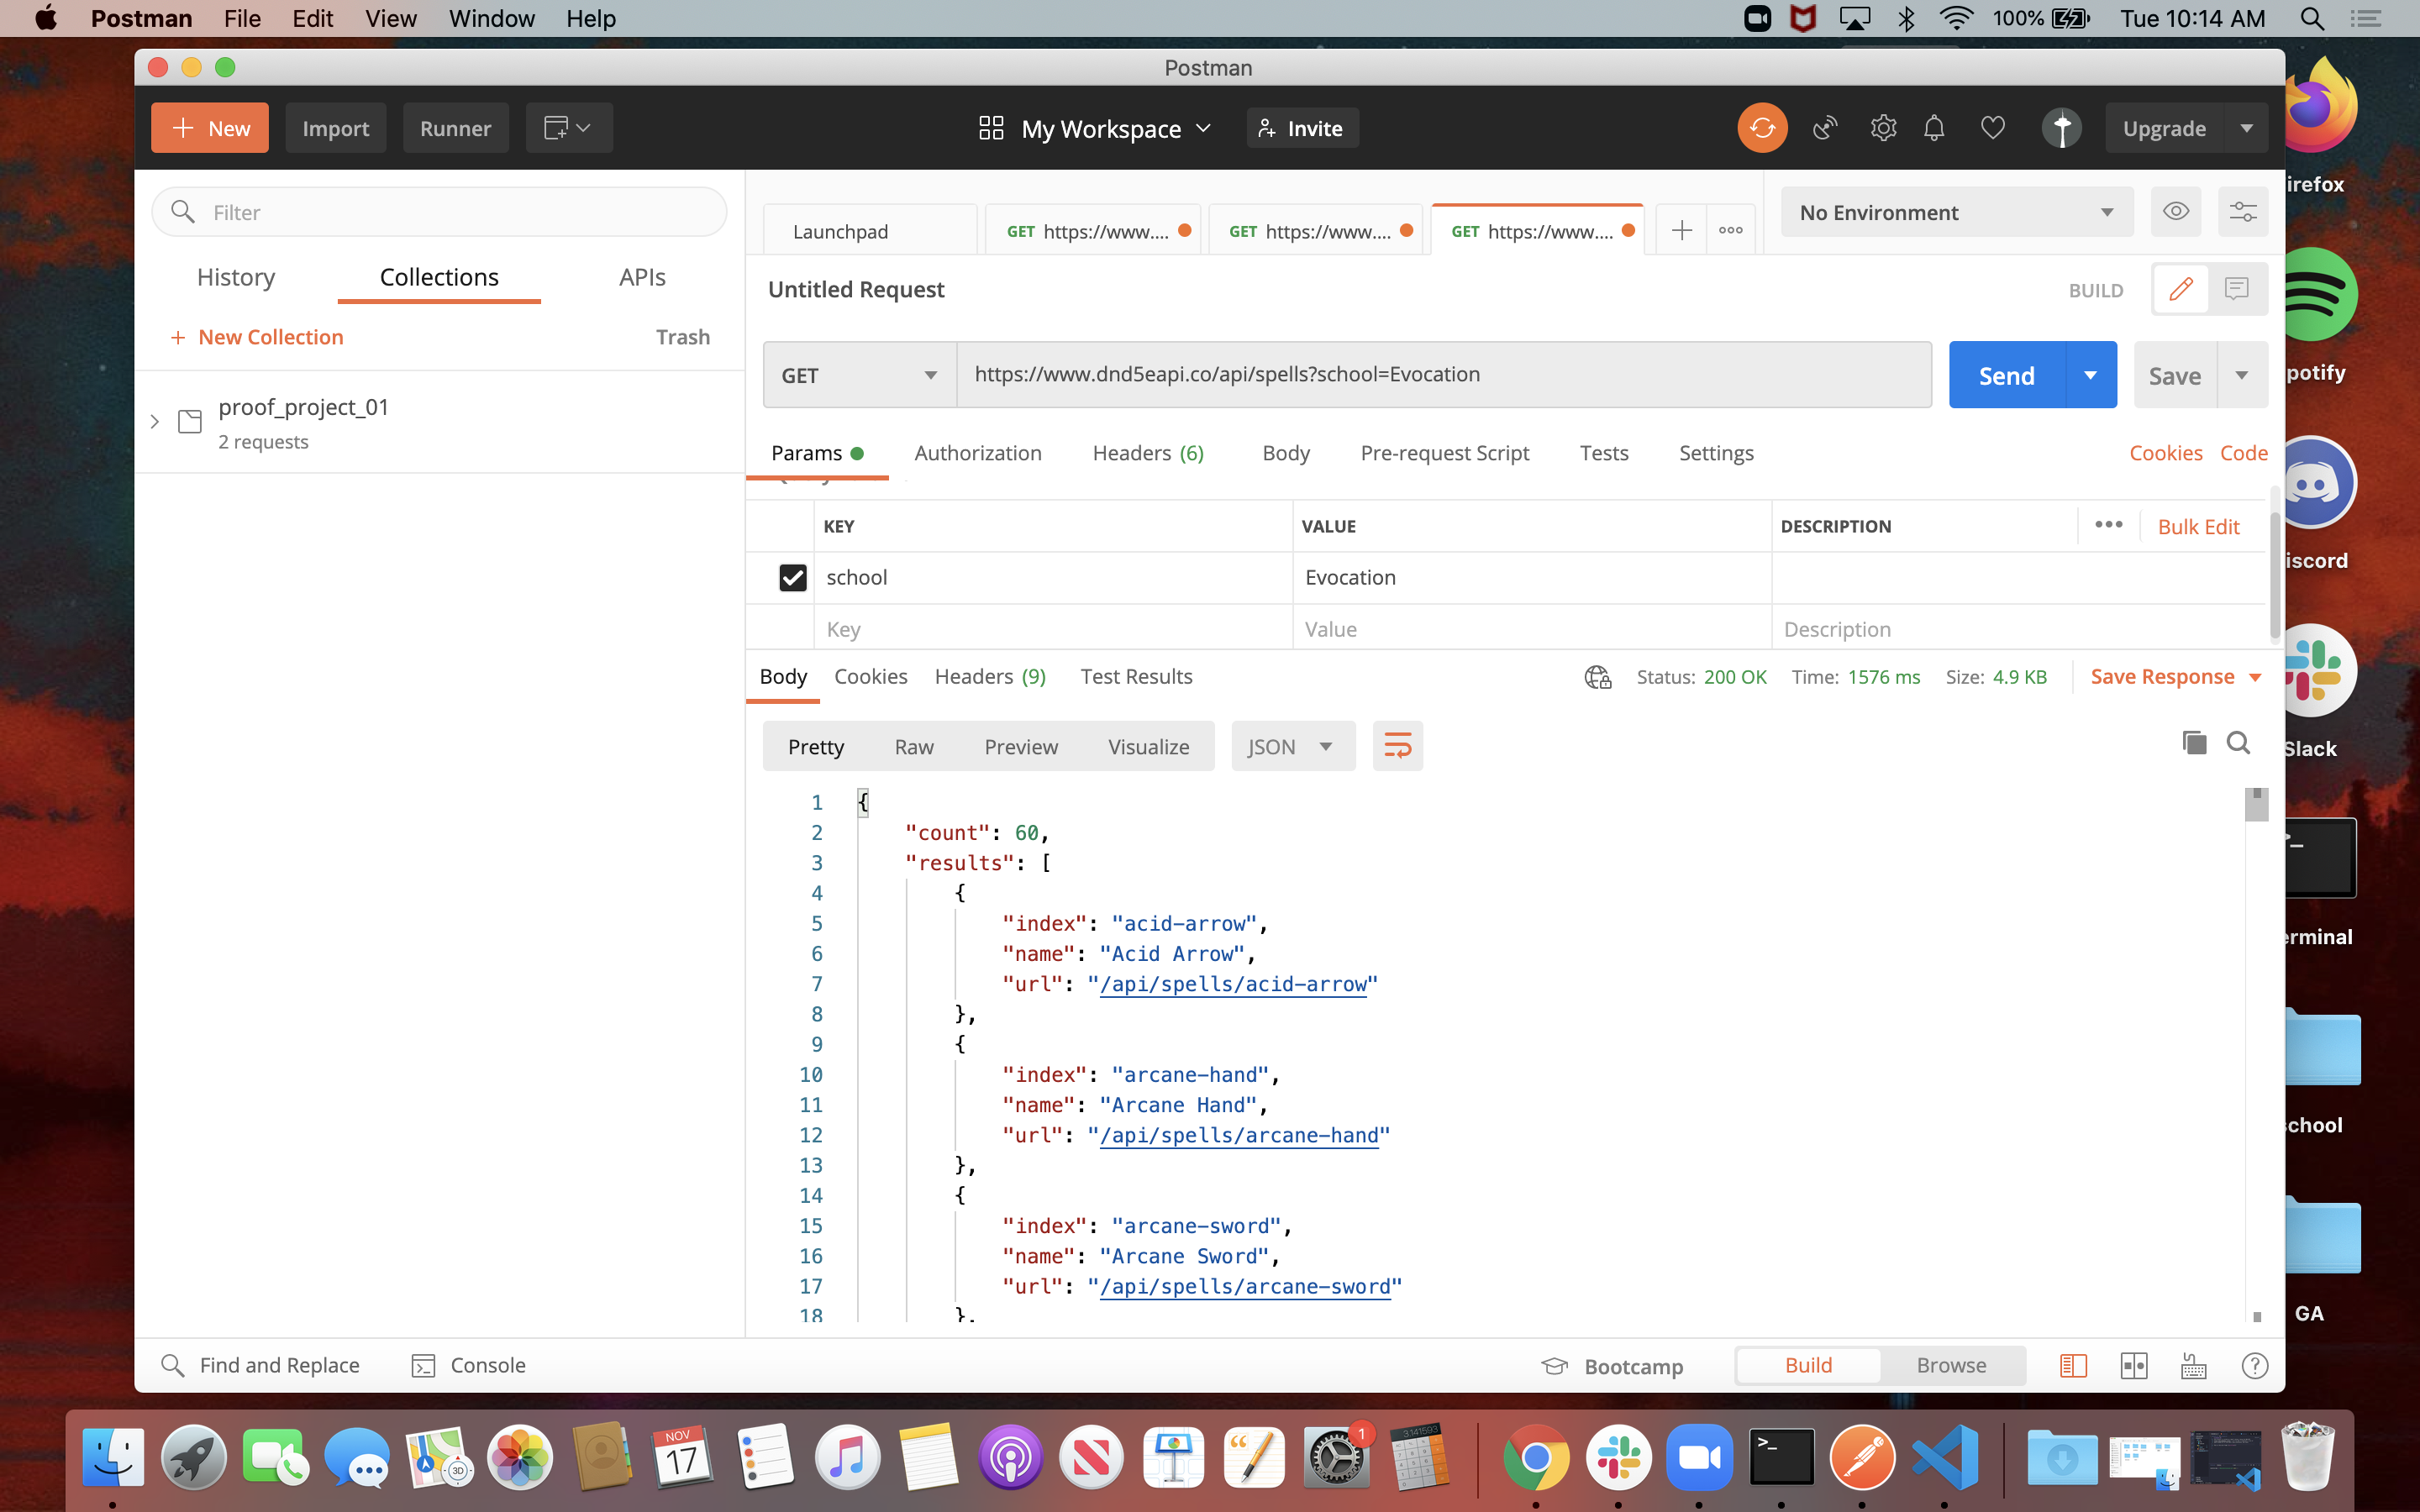 Postman File Edit View Window Help 100% Tue 10:14 AM
Postman
New Import Runner My Workspace Invite Upgrade
Filter
Launchpad GET https://www.... GET https://www.... GET https://www.... No Environment
History Collections APIs
Untitled Request BUILD
+ New Collection Trash
GET https://www.dnd5eapi.co/api/spells?school=Evocation Send Save
proof_project_01
2 requests
Params Authorization Headers (6) Body Pre-request Script Tests Settings Cookies Code
KEY VALUE DESCRIPTION Bulk Edit
school Evocation
Key Value Description
Body Cookies Headers (9) Test Results Status: 200 OK Time: 1576 ms Size: 4.9 KB Save Response
Pretty Raw Preview Visualize JSON
1 {
2 "count": 60,
3 "results": [
4 {
5 "index": "acid-arrow",
6 "name": "Acid Arrow",
7 "url": "/api/spells/acid-arrow"
8 },
9 {
10 "index": "arcane-hand",
11 "name": "Arcane Hand",
12 "url": "/api/spells/arcane-hand"
13 },
14 {
15 "index": "arcane-sword",
16 "name": "Arcane Sword",
17 "url": "/api/spells/arcane-sword"
18 },
Find and Replace Console Bootcamp Build Browse
irefox
potify
iscord
Slack
erminal
chool
GA
NOV
17
3D
1
3.141593